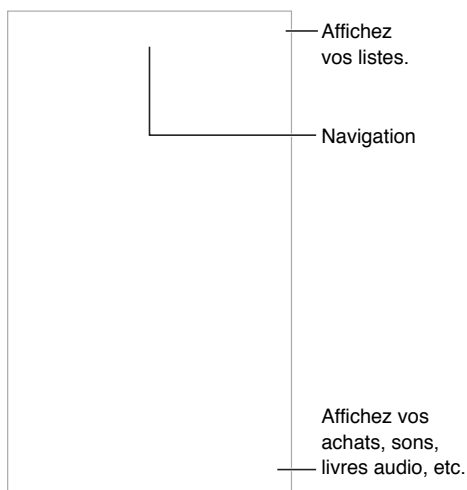 Affichez
vos listes.
Navigation
Affichez vos
achats, sons,
livres audio, etc.